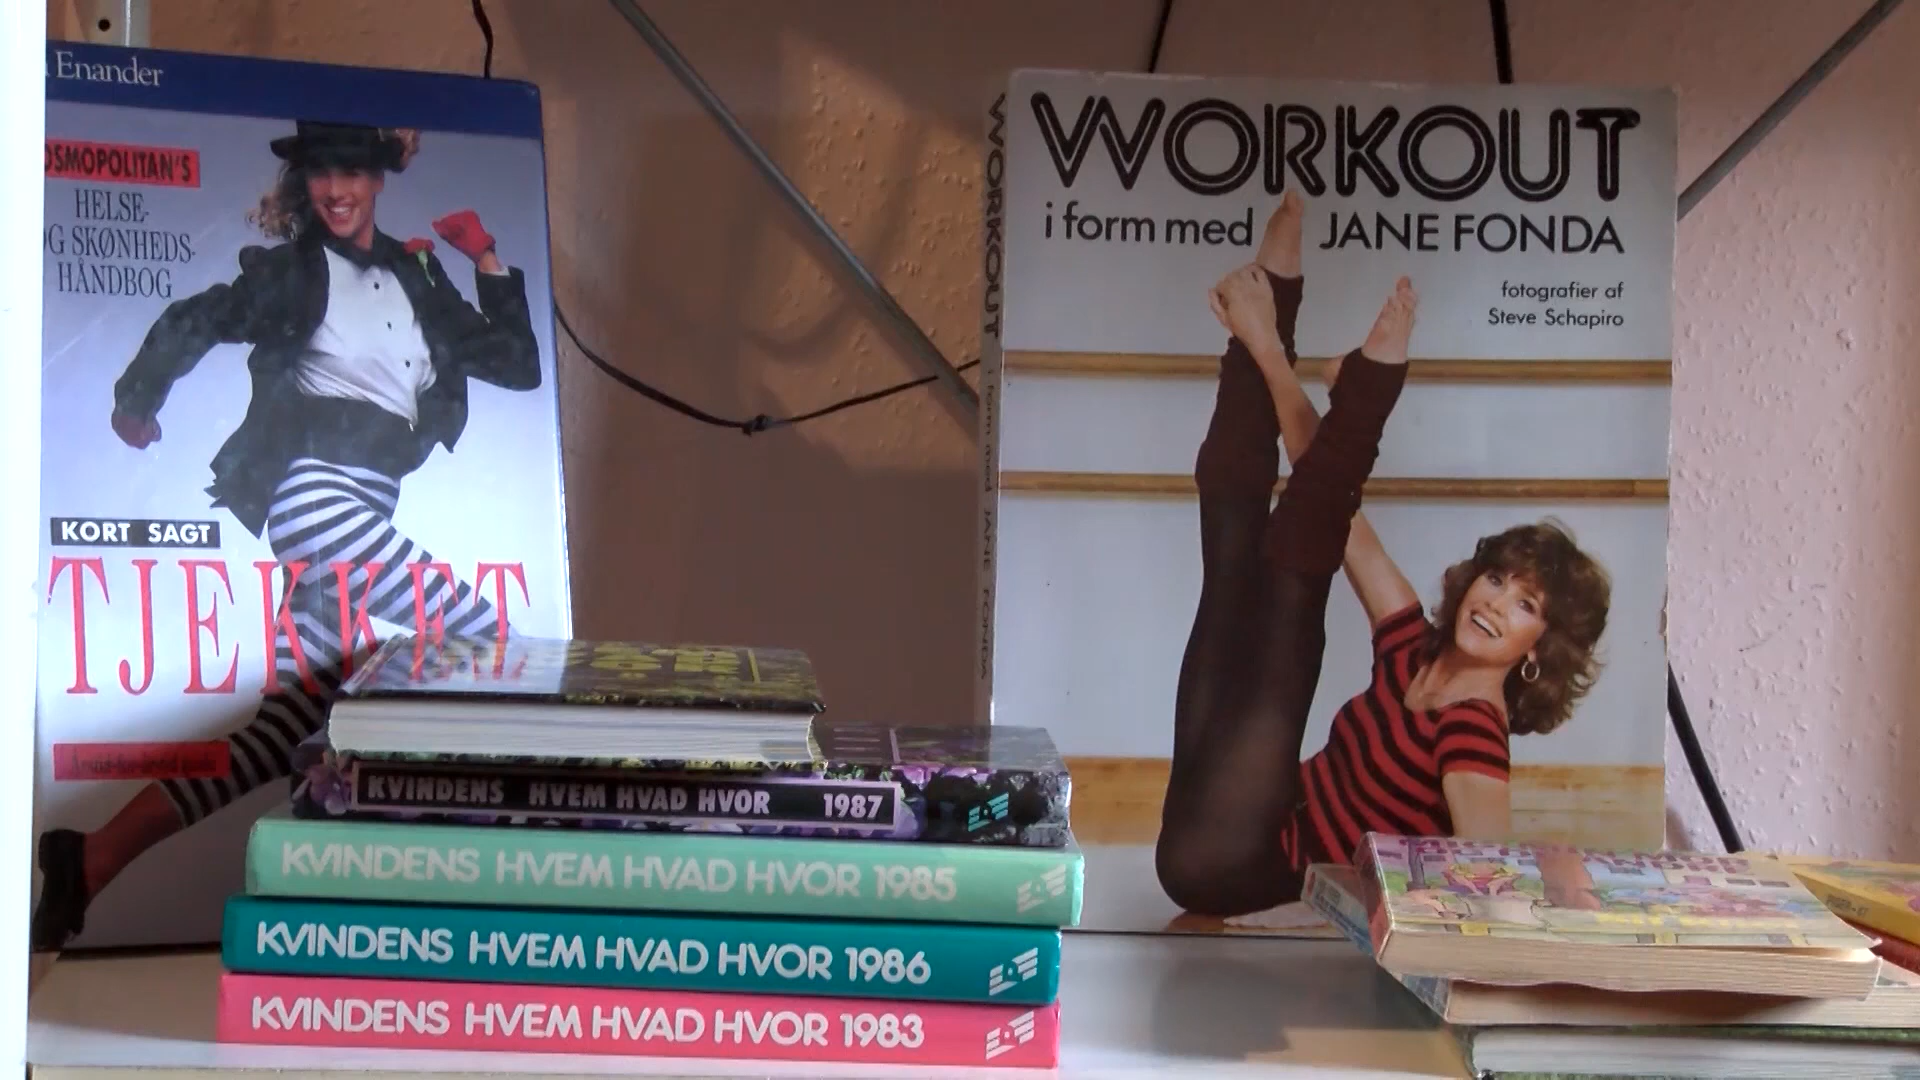 Enander
OSMOPOLITAN'S
HELSE-
OG SKØNHEDS-
HÅNDBOG
KORT SAGT
TJEKKET
WORKOUT
i form med JANE FONDA
fotografier af
Steve Schapiro
WORKOUT i form med JANE FONDA
KVINDENS HVEM HVAD HVOR 1987
KVINDENS HVEM HVAD HVOR 1985
KVINDENS HVEM HVAD HVOR 1986
KVINDENS HVEM HVAD HVOR 1983